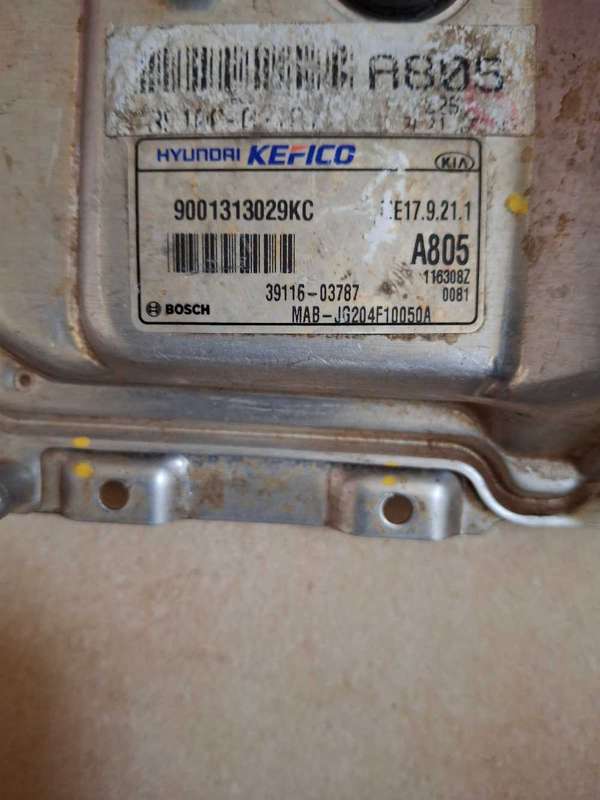 A805
HYUNDAI KEFICO KIA
9001313029KC
E17.9.21.1
A805
116308Z
39116-03787 0081
BOSCH MAB-JG204F10050A